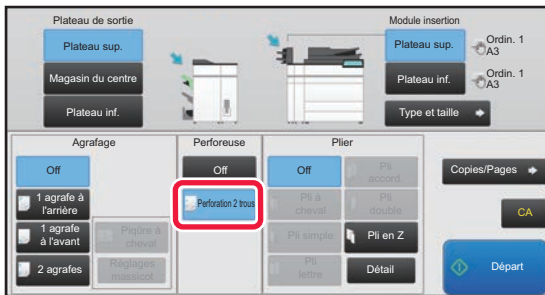 Plateau de sortie
Module insertion
Plateau sup.
Magasin du centre
Plateau inf.
Plateau sup.
Ordin. 1
A3
Plateau inf.
Ordin. 1
A3
Type et taille
Agrafage
Off
1 agrafe à
l'arrière
1 agrafe
à l'avant
2 agrafes
Piqûre à
cheval
Réglages
massicot
Perforeuse
Off
Perforation 2 trous
Plier
Off
Pli
accord.
Pli à
cheval
Pli
double
Pli simple
Pli en Z
Pli
lettre
Détail
Copies/Pages
CA
Départ